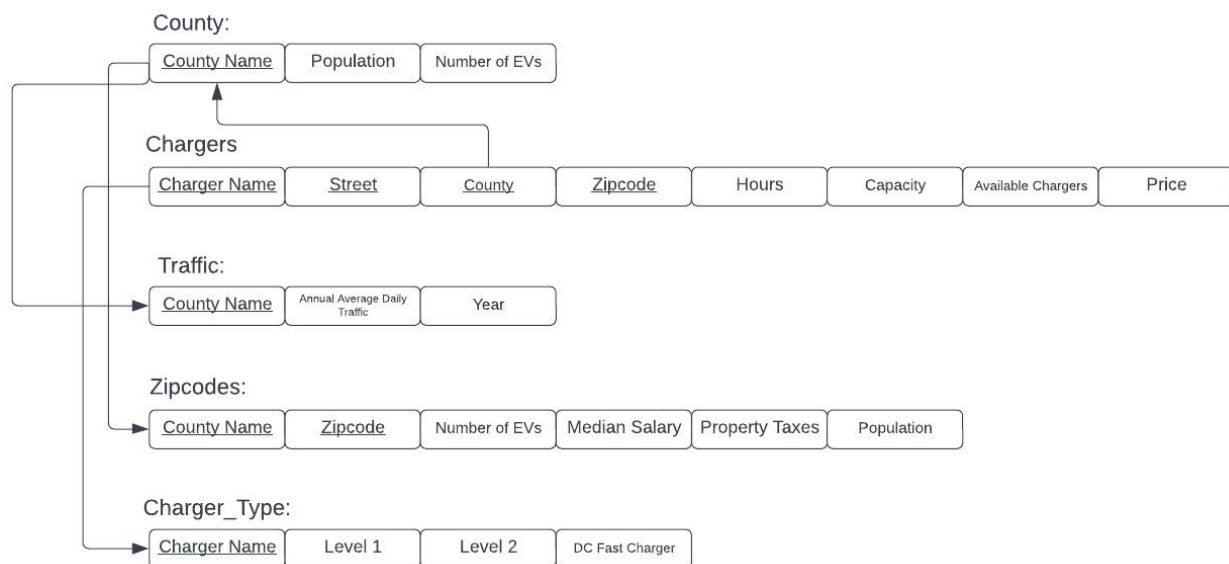 County:
County Name Population Number of EVs
Chargers
Charger Name Street County Zipcode Hours Capacity Available Chargers Price
Traffic:
County Name Annual Average Daily Traffic Year
Zipcodes:
County Name Zipcode Number of EVs Median Salary Property Taxes Population
Charger_Type:
Charger Name Level 1 Level 2 DC Fast Charger